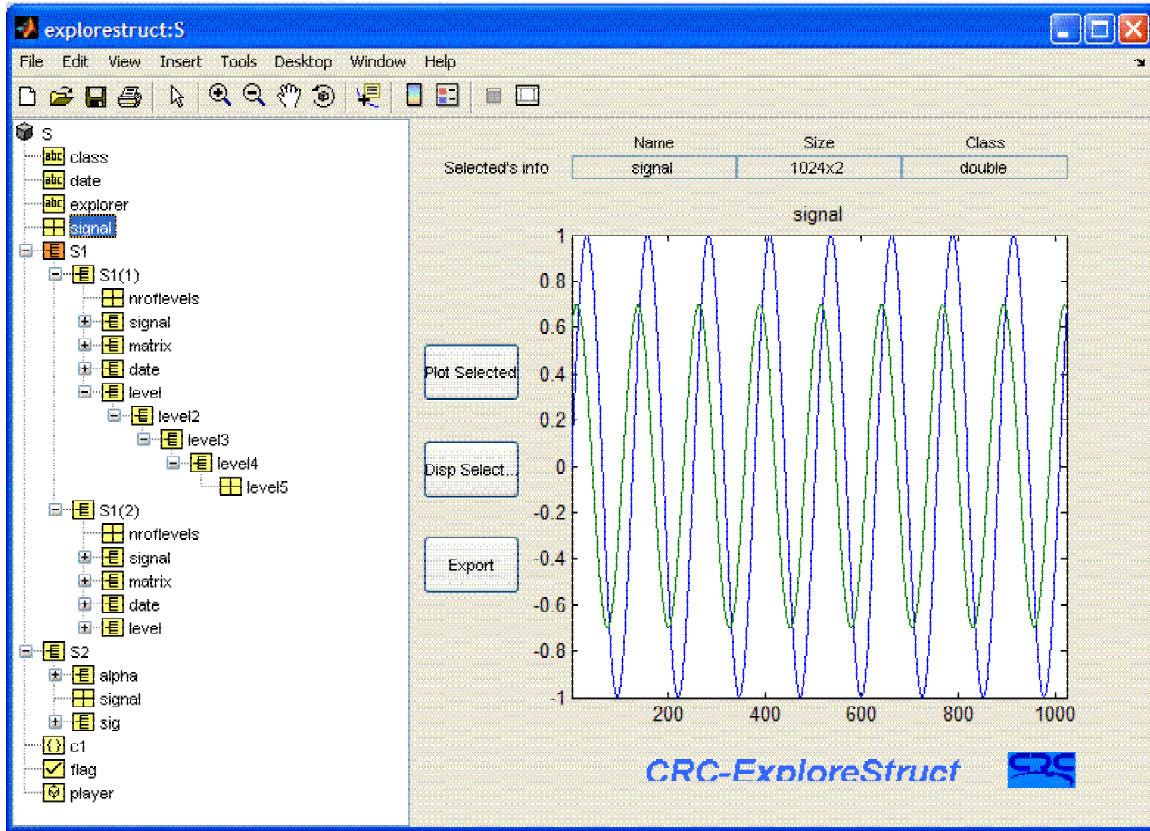 explorestruct:S
File Edit View Insert Tools Desktop Window Help
S
class
date
explorer
signal
S1
S1(1)
nroflevels
signal
matrix
date
level
level2
level3
level4
level5
S1(2)
nroflevels
signal
matrix
date
level
S2
alpha
signal
sig
c1
flag
player
abc
abc
abc
Name Size Class
Selected's info signal 1024x2 double
signal
1
0.8
0.6
0.4
0.2
0
-0.2
-0.4
-0.6
-0.8
-1
200 400 600 800 1000
Plot Selected
Disp Select...
Export
CRC-ExploreStruct
CRC